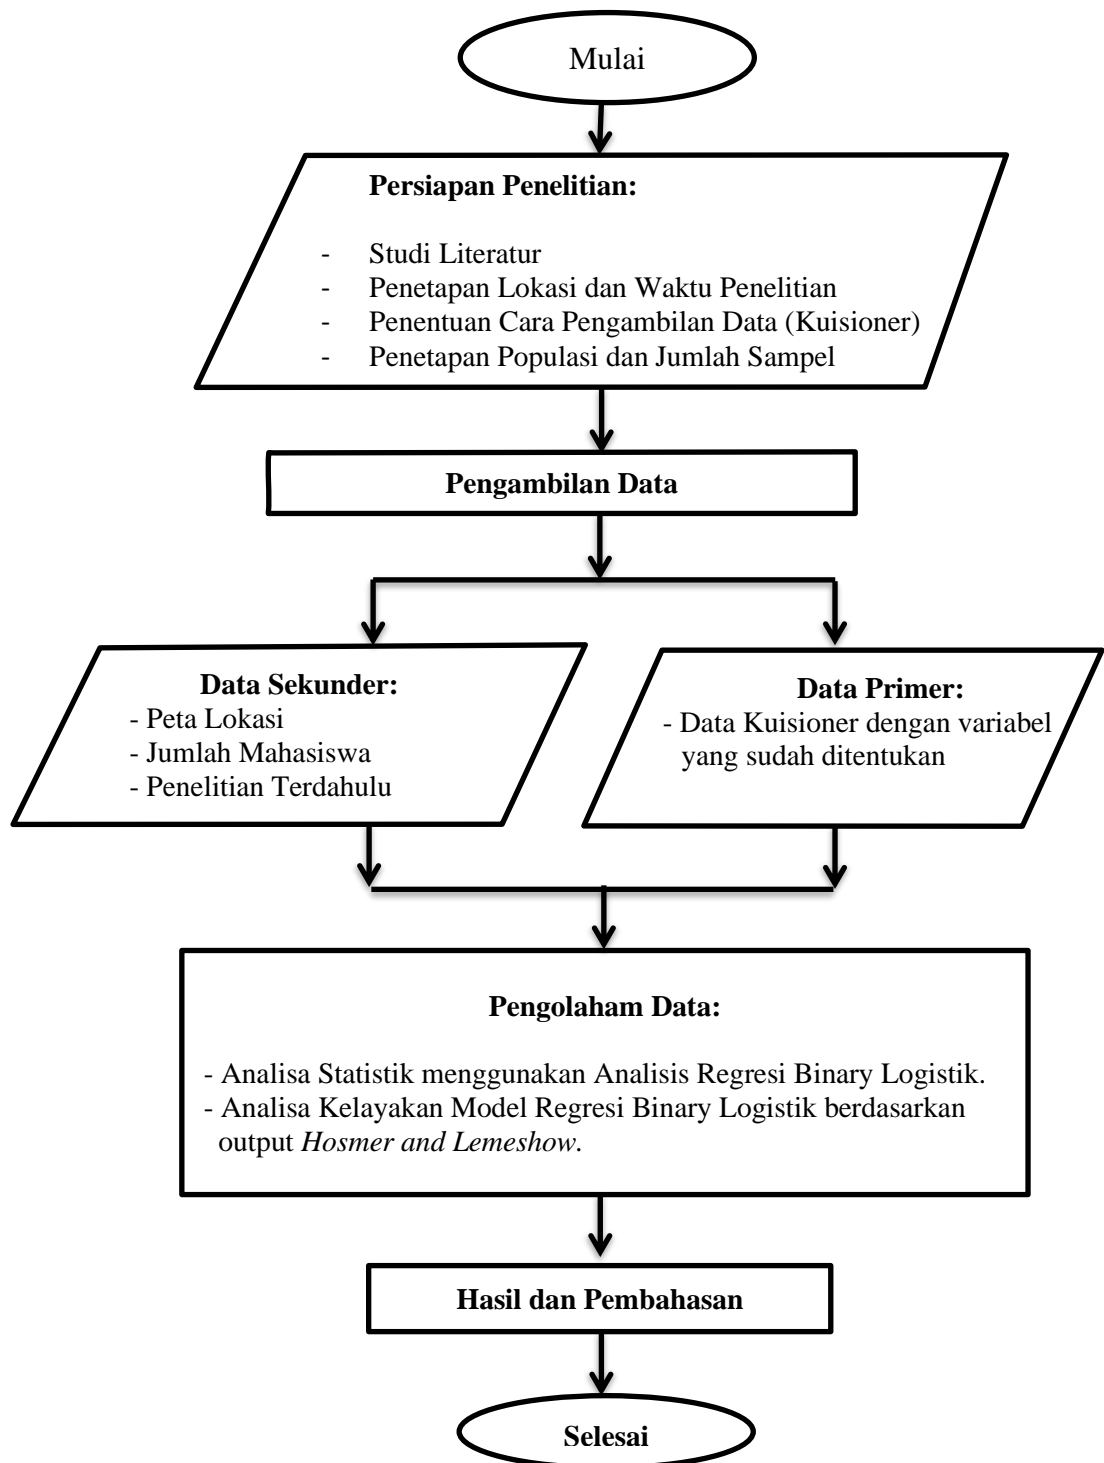 Mulai
Persiapan Penelitian:
- Studi Literatur
- Penetapan Lokasi dan Waktu Penelitian
- Penentuan Cara Pengambilan Data (Kuisioner)
- Penetapan Populasi dan Jumlah Sampel
Pengambilan Data
Data Sekunder:
- Peta Lokasi
- Jumlah Mahasiswa
- Penelitian Terdahulu
Data Primer:
- Data Kuisioner dengan variabel
yang sudah ditentukan
Pengolaham Data:
- Analisa Statistik menggunakan Analisis Regresi Binary Logistik.
- Analisa Kelayakan Model Regresi Binary Logistik berdasarkan
output Hosmer and Lemeshow.
Hasil dan Pembahasan
Selesai